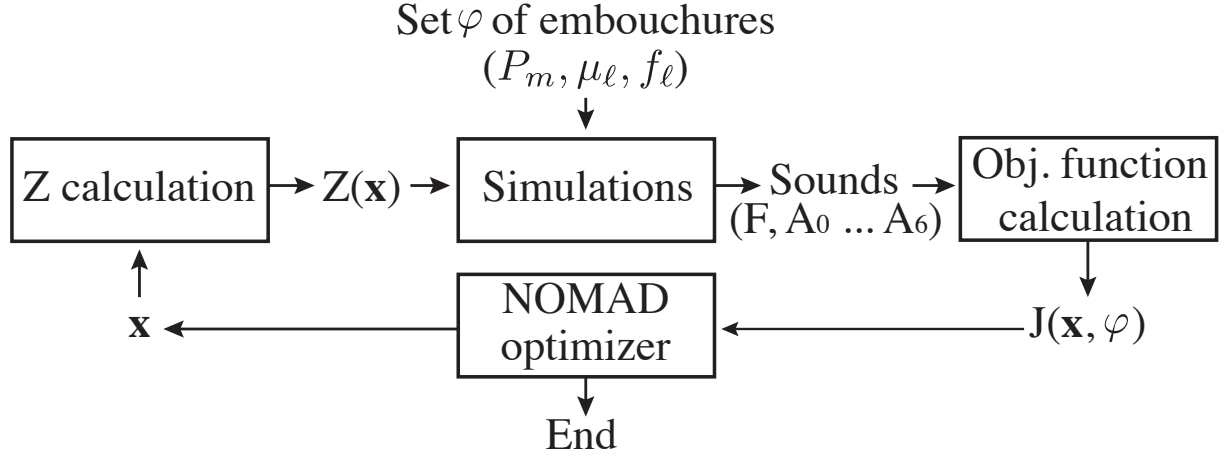 Set φ of embouchures
(P_m, μ_ℓ, f_ℓ)
Z calculation
Z(x)
Simulations
Sounds
(F, A0 ... A6)
Obj. function
calculation
J(x, φ)
NOMAD
optimizer
x
End